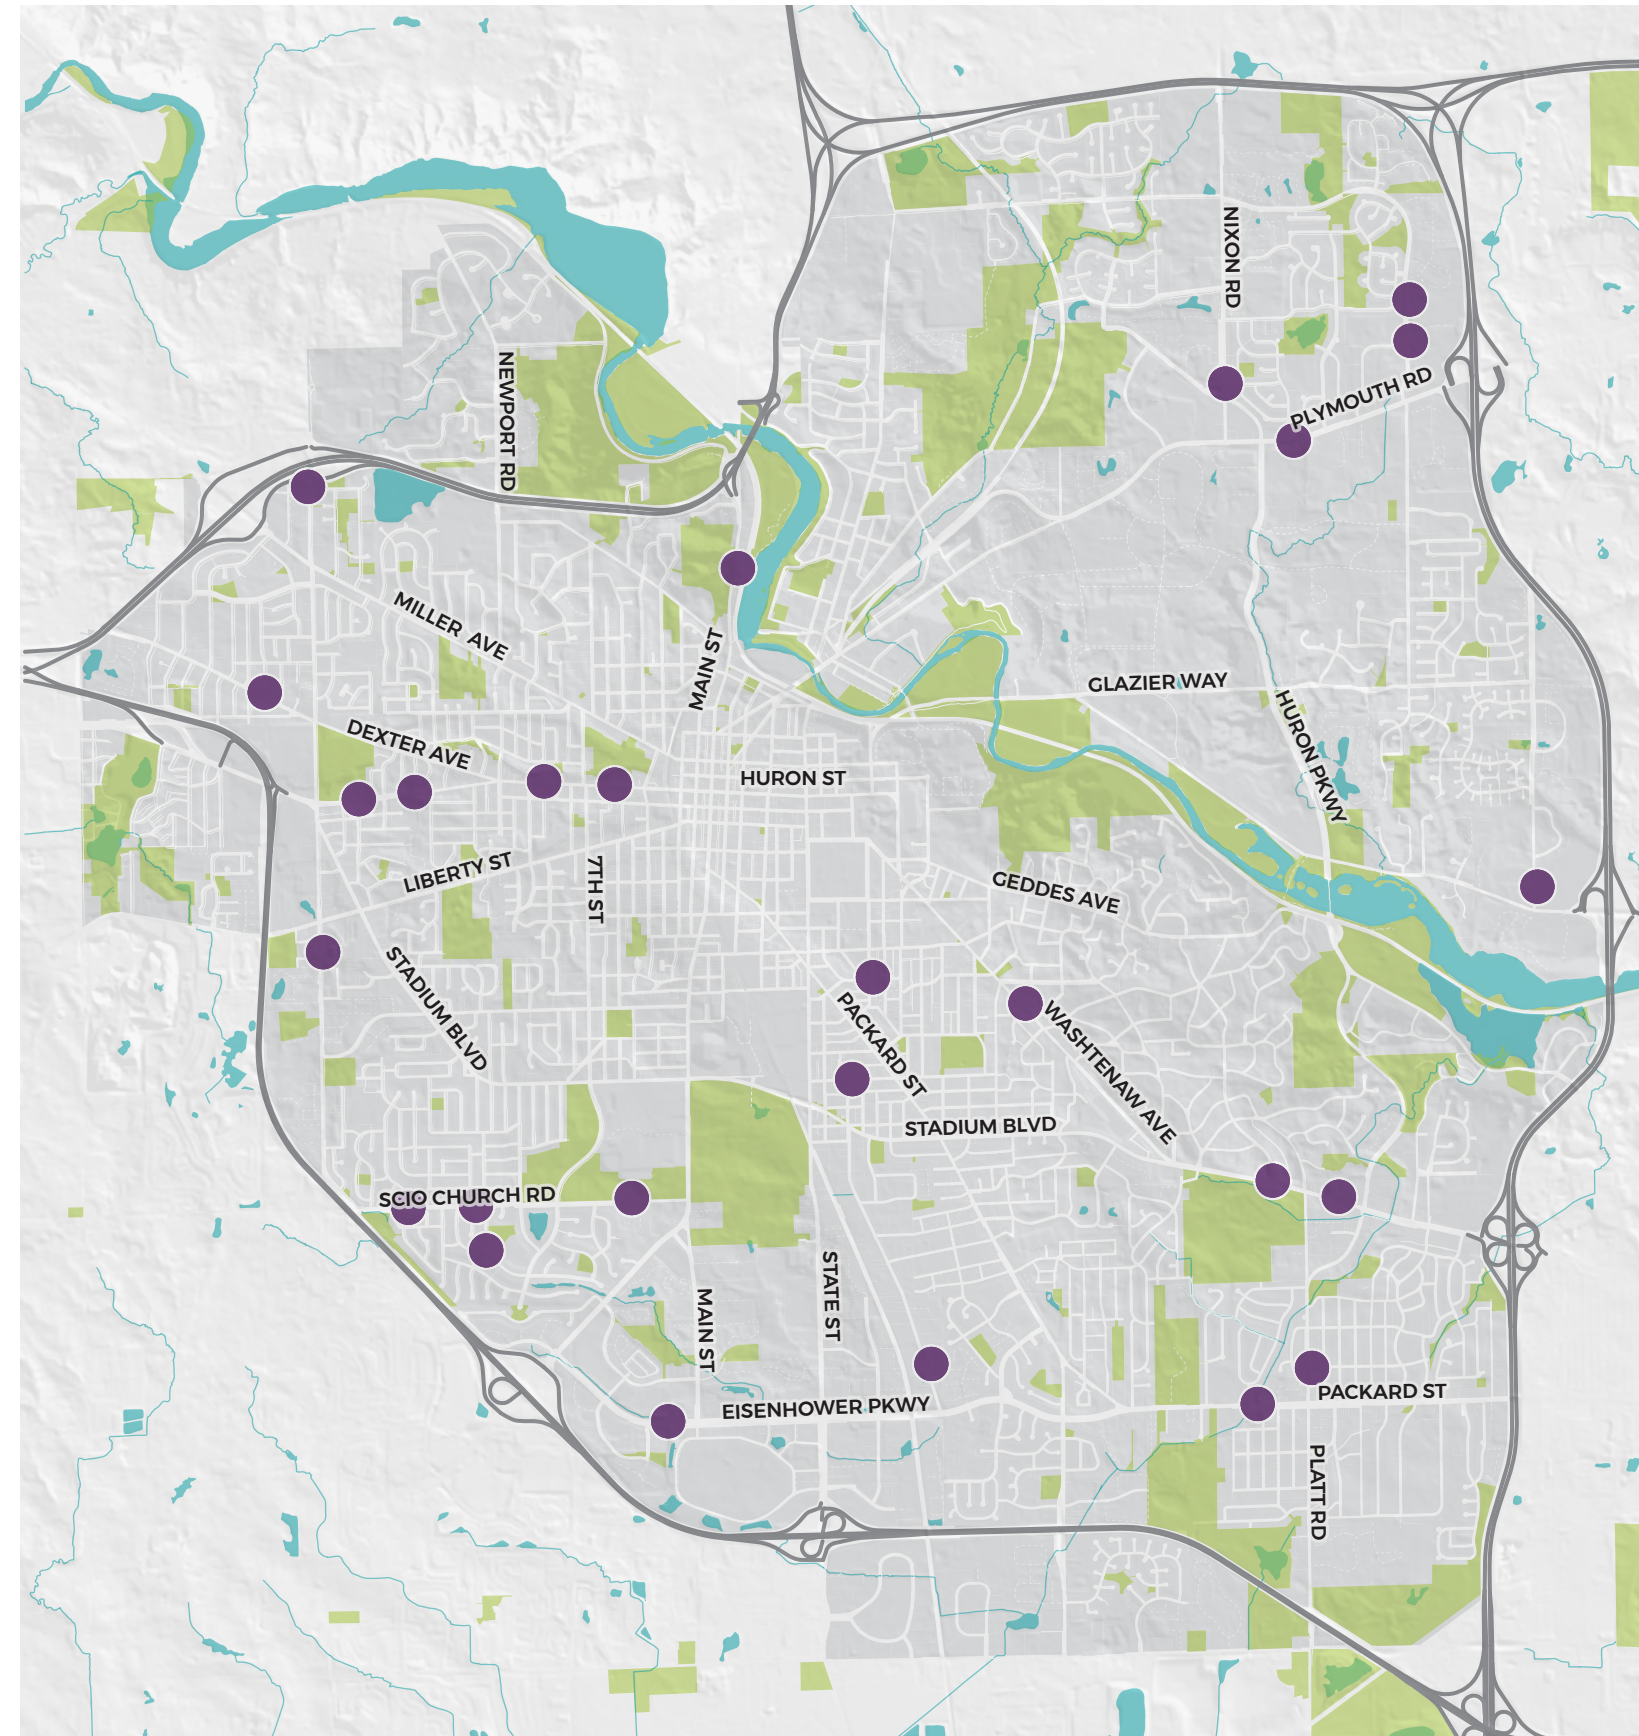 NIXON RD
PLYMOUTH RD
NEWPORT RD
MILLER AVE
MAIN ST
GLAZIER WAY
HURON PKWY
DEXTER AVE
HURON ST
LIBERTY ST
7TH ST
GEDDES AVE
STADIUM BLVD
PACKARD ST
WASHTENAW AVE
STADIUM BLVD
SCIO CHURCH RD
STATE ST
MAIN ST
EISENHOWER PKWY
PACKARD ST
PLATT RD